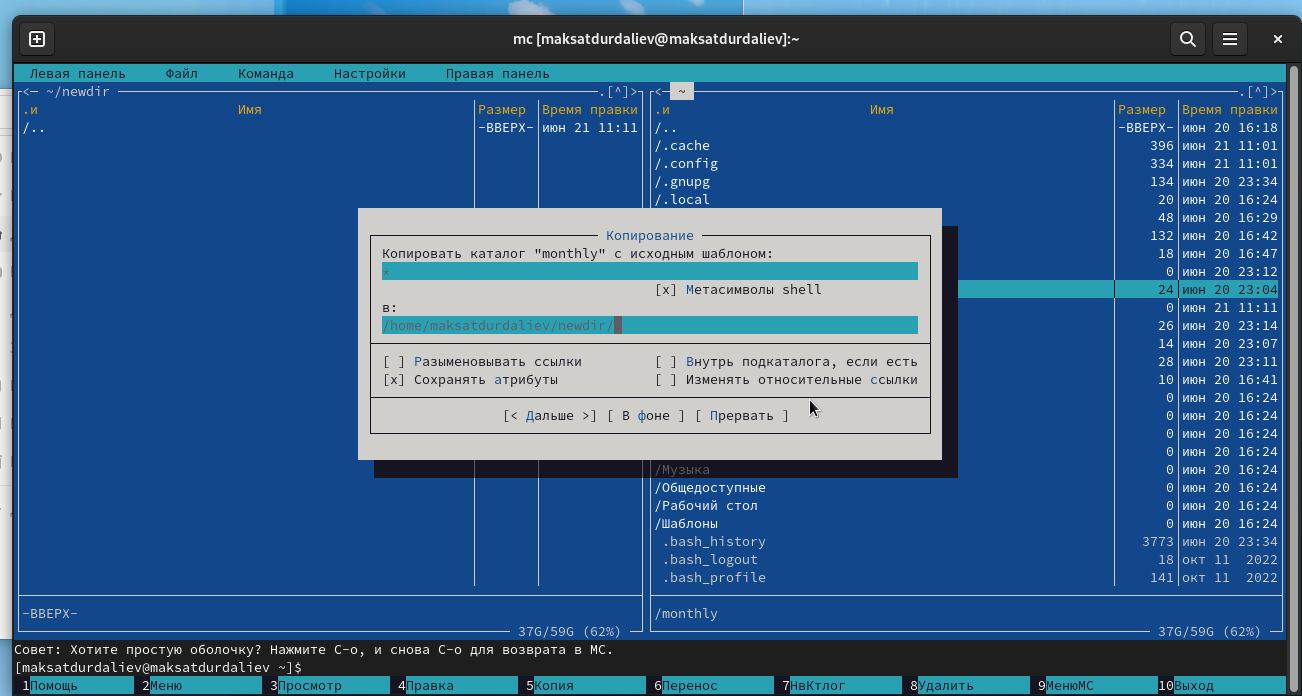 mc [maksatdurdaliev@maksatdurdaliev]:~
Левая панель Файл Команда Настройки Правая панель
<— ~/newdir .[^]>
.и Имя Размер Время правки
/.. -ВВЕРХ- июн 21 11:11
-ВВЕРХ-
37G/59G (62%)
<— ~ .[^]>
.и Имя Размер Время правки
/.. -ВВЕРХ- июн 20 16:18
/.cache 396 июн 21 11:01
/.config 334 июн 21 11:01
/.gnupg 134 июн 20 23:34
/.local 20 июн 20 16:24
48 июн 20 16:29
132 июн 20 16:42
18 июн 20 16:47
0 июн 20 23:12
24 июн 20 23:04
0 июн 21 11:11
26 июн 20 23:14
14 июн 20 23:07
28 июн 20 23:11
10 июн 20 16:41
0 июн 20 16:24
0 июн 20 16:24
0 июн 20 16:24
0 июн 20 16:24
/Музыка 0 июн 20 16:24
/Общедоступные 0 июн 20 16:24
/Рабочий стол 0 июн 20 16:24
/Шаблоны 0 июн 20 16:24
.bash_history 3773 июн 20 23:34
.bash_logout 18 окт 11 2022
.bash_profile 141 окт 11 2022
/monthly
37G/59G (62%)
Копирование
Копировать каталог "monthly" с исходным шаблоном:
*
[x] Метасимволы shell
в:
/home/maksatdurdaliev/newdir/
[ ] Разыменовывать ссылки [ ] Внутрь подкаталога, если есть
[x] Сохранять атрибуты [ ] Изменять относительные ссылки
[< Дальше >] [ В фоне ] [ Прервать ]
Совет: Хотите простую оболочку? Нажмите C-o, и снова C-o для возврата в MC.
[maksatdurdaliev@maksatdurdaliev ~]$
1Помощь 2Меню 3Просмотр 4Правка 5Копия 6Перенос 7НвКтлог 8Удалить 9МенюMC 10Выход